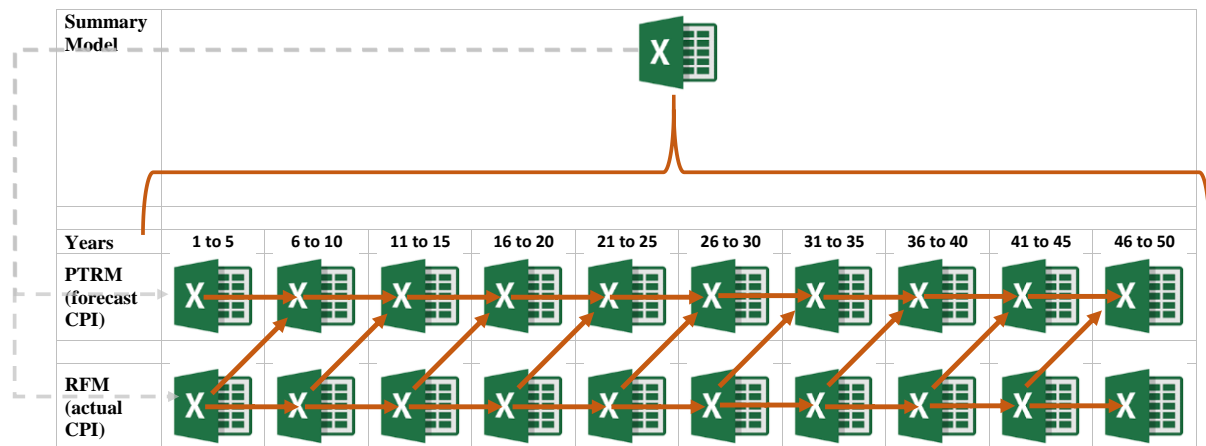 Summary
Model
X
Years 1 to 5 6 to 10 11 to 15 16 to 20 21 to 25 26 to 30 31 to 35 36 to 40 41 to 45 46 to 50
PTRM
(forecast
CPI)
X X X X X X X X X X
RFM
(actual
CPI)
X X X X X X X X X X